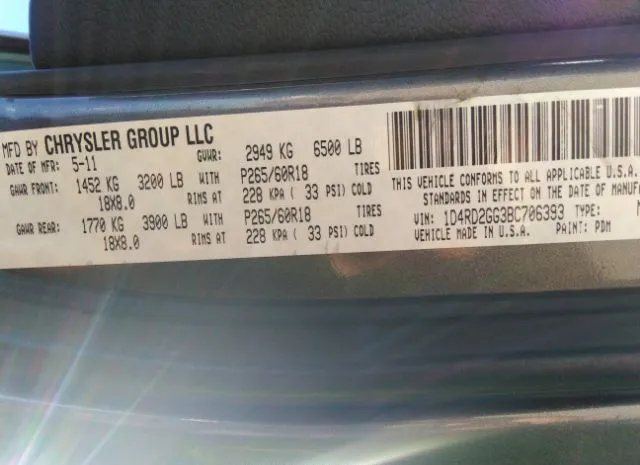 MFD BY CHRYSLER GROUP LLC
DATE OF MFR: 5-11 GVWR: 2949 KG 6500 LB
GAWR FRONT: 1452 KG 3200 LB WITH P265/60R18 TIRES
18X8.0 RIMS AT 228 KPA ( 33 PSI) COLD
GAWR REAR: 1770 KG 3900 LB WITH P265/60R18 TIRES
18X8.0 RIMS AT 228 KPA ( 33 PSI) COLD
THIS VEHICLE CONFORMS TO ALL APPLICABLE U.S.A.
STANDARDS IN EFFECT ON THE DATE OF MANUFA
VIN: 1D4RD2GG3BC706393 TYPE:
VEHICLE MADE IN U.S.A. PAINT: PDM